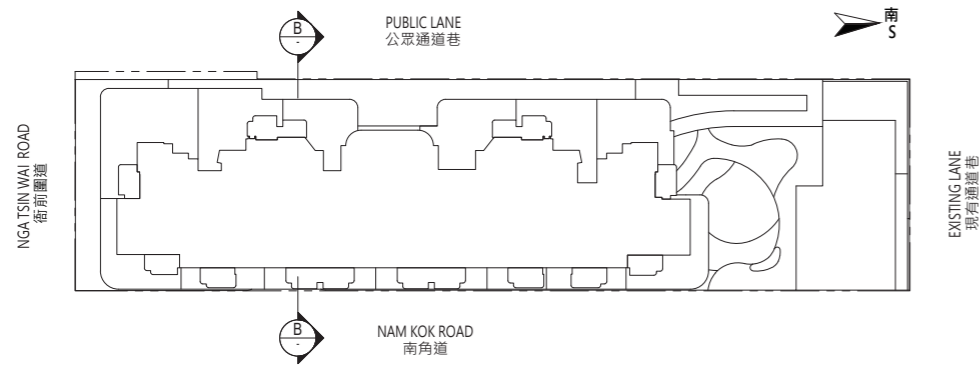 B
-
PUBLIC LANE
公眾通道巷
南
S
NGA TSIN WAI ROAD
衙前圍道
EXISTING LANE
現有通道巷
B
-
NAM KOK ROAD
南角道